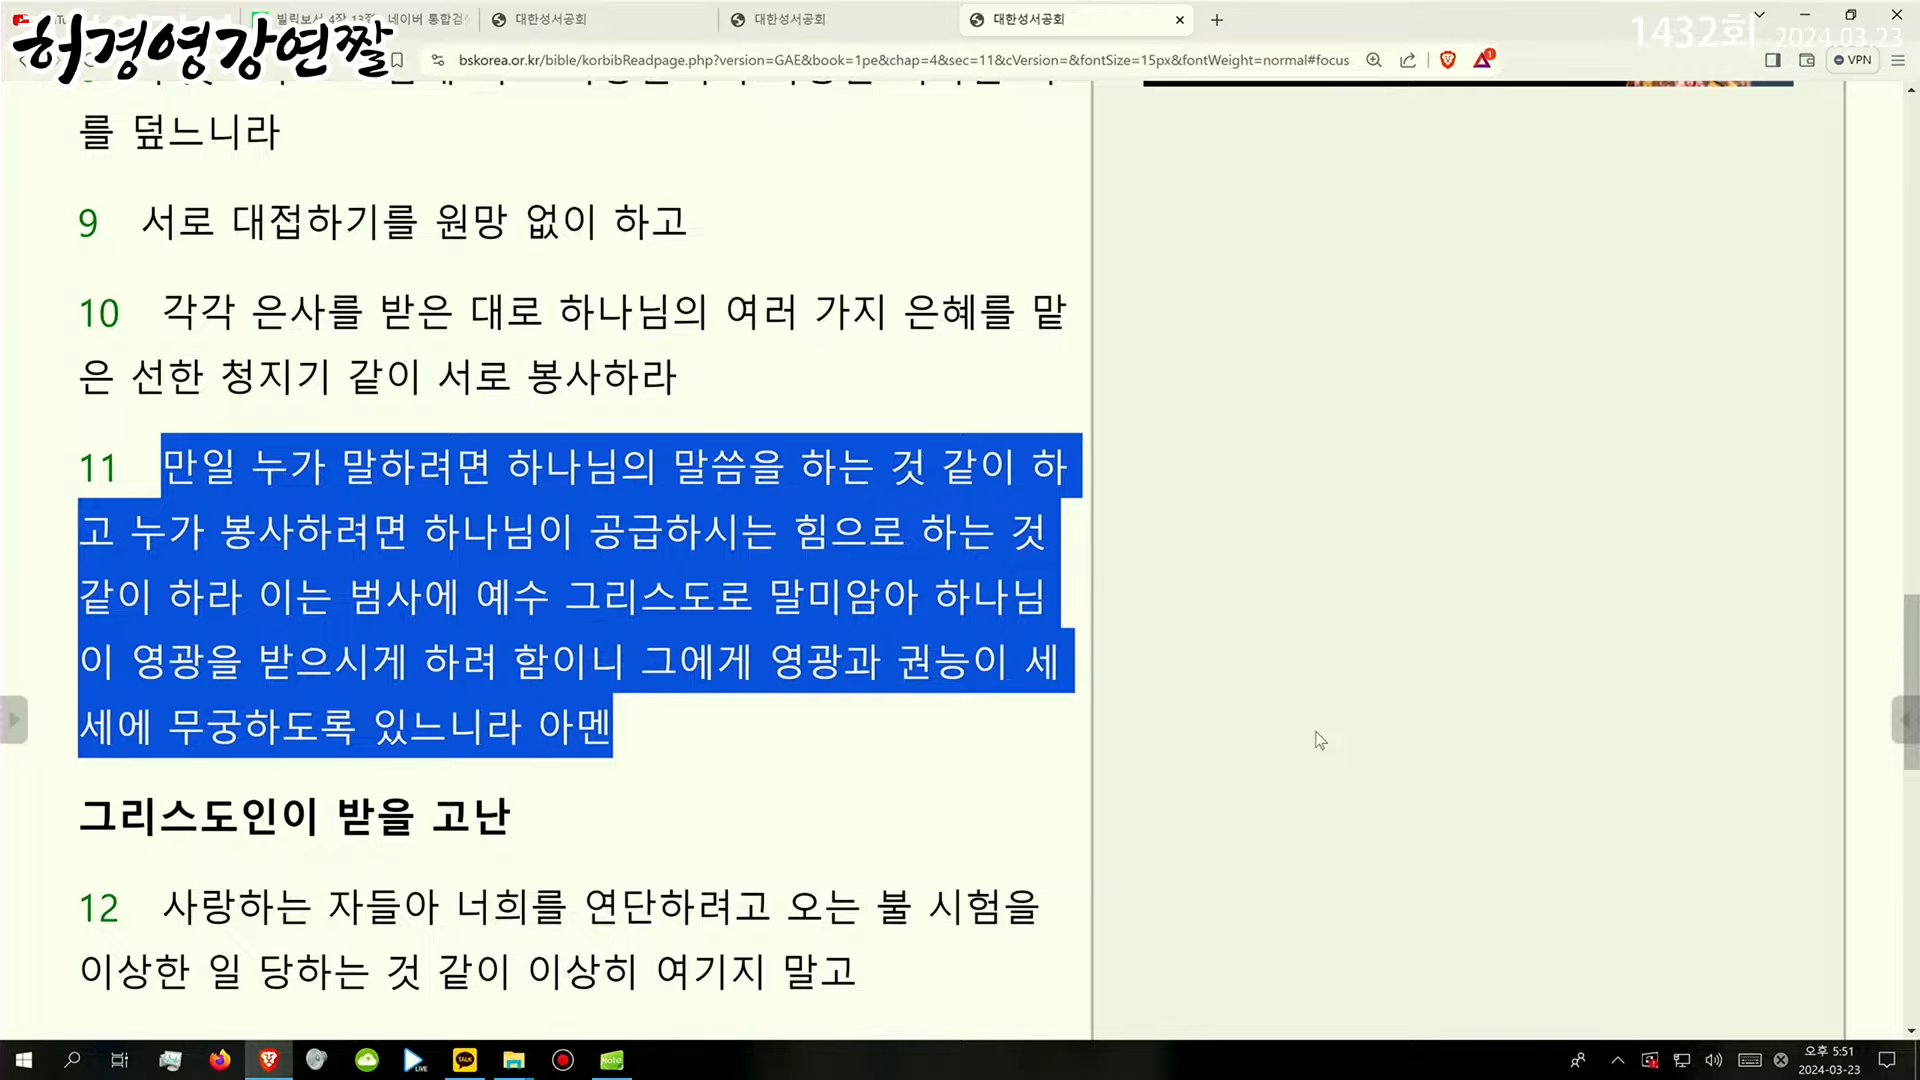 허경영강연짤
1432회 2024.03.23
빌립보서 4장 13절 네이버 통합검
대한성서공회
대한성서공회
대한성서공회
bskorea.or.kr/bible/korbibReadpage.php?version=GAE&book=1pe&chap=4&sec=11&cVersion=&fontSize=15px&fontWeight=normal#focus
VPN
를 덮느니라
9 서로 대접하기를 원망 없이 하고
10 각각 은사를 받은 대로 하나님의 여러 가지 은혜를 맡
은 선한 청지기 같이 서로 봉사하라
11 만일 누가 말하려면 하나님의 말씀을 하는 것 같이 하
고 누가 봉사하려면 하나님이 공급하시는 힘으로 하는 것
같이 하라 이는 범사에 예수 그리스도로 말미암아 하나님
이 영광을 받으시게 하려 함이니 그에게 영광과 권능이 세
세에 무궁하도록 있느니라 아멘
그리스도인이 받을 고난
12 사랑하는 자들아 너희를 연단하려고 오는 불 시험을
이상한 일 당하는 것 같이 이상히 여기지 말고
LIVE
TALK
Note
오후 5:51
2024-03-23